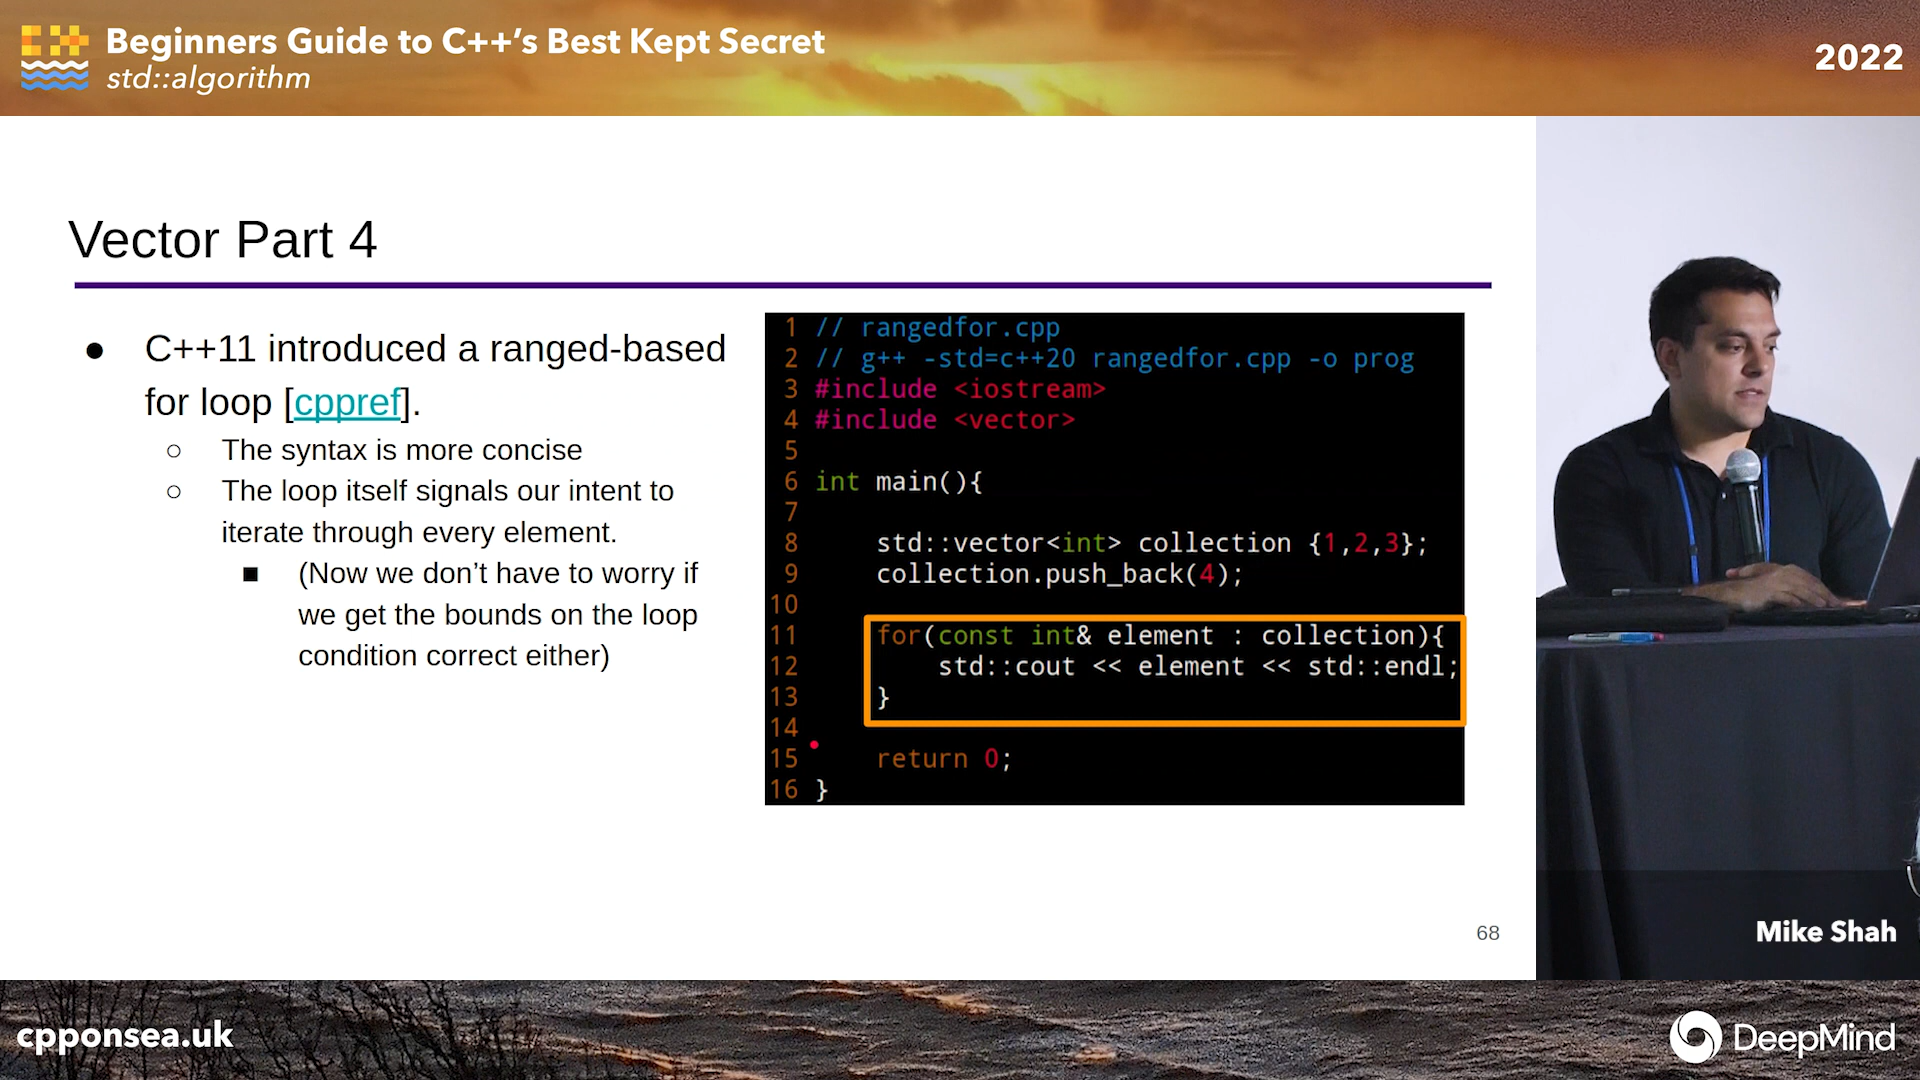 Beginners Guide to C++’s Best Kept Secret
std::algorithm
2022
Vector Part 4
● C++11 introduced a ranged-based
for loop [cppref].
○ The syntax is more concise
○ The loop itself signals our intent to
iterate through every element.
■ (Now we don’t have to worry if
we get the bounds on the loop
condition correct either)
1 // rangedfor.cpp
2 // g++ -std=c++20 rangedfor.cpp -o prog
3 #include <iostream>
4 #include <vector>
5
6 int main(){
7
8     std::vector<int> collection {1,2,3};
9     collection.push_back(4);
10
11     for(const int& element : collection){
12         std::cout << element << std::endl;
13     }
14
15     return 0;
16 }
68
Mike Shah
cpponsea.uk
DeepMind